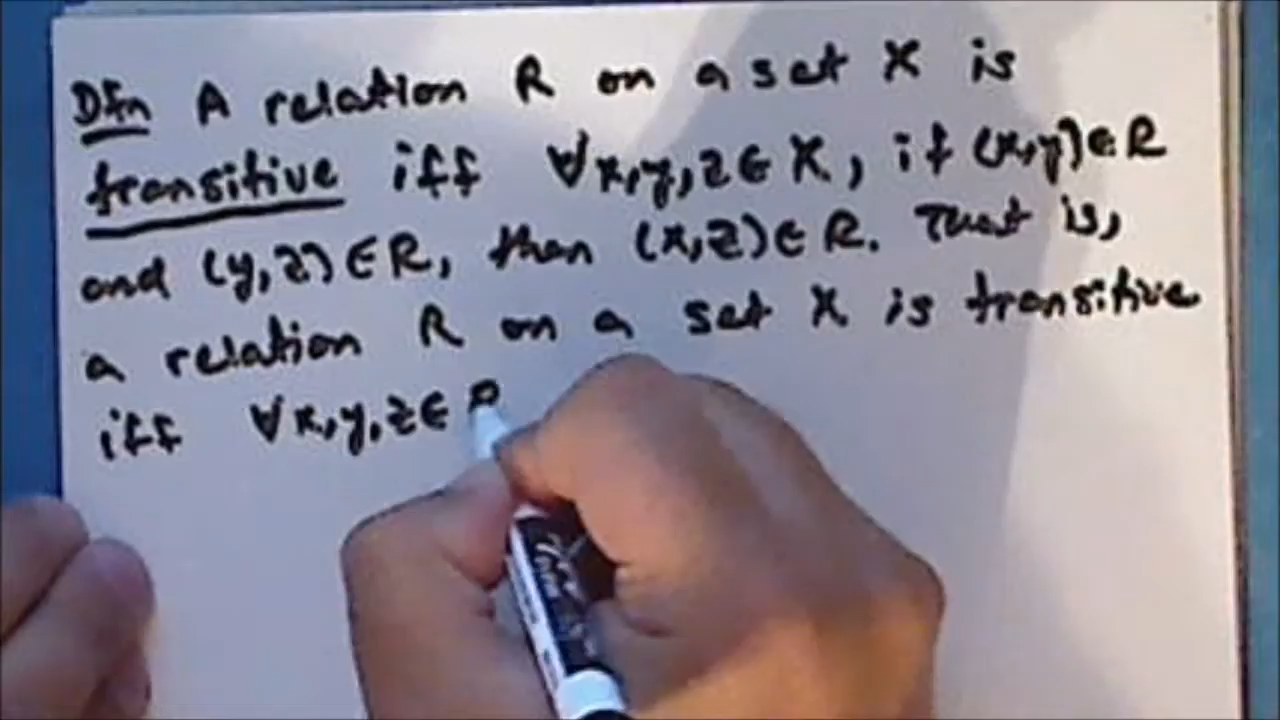 Dfn A relation R on a set X is
transitive iff ∀x,y,z∈X, if (x,y)∈R
and (y,z)∈R, then (x,z)∈R. That is,
a relation R on a set X is transitive
iff ∀x,y,z∈R